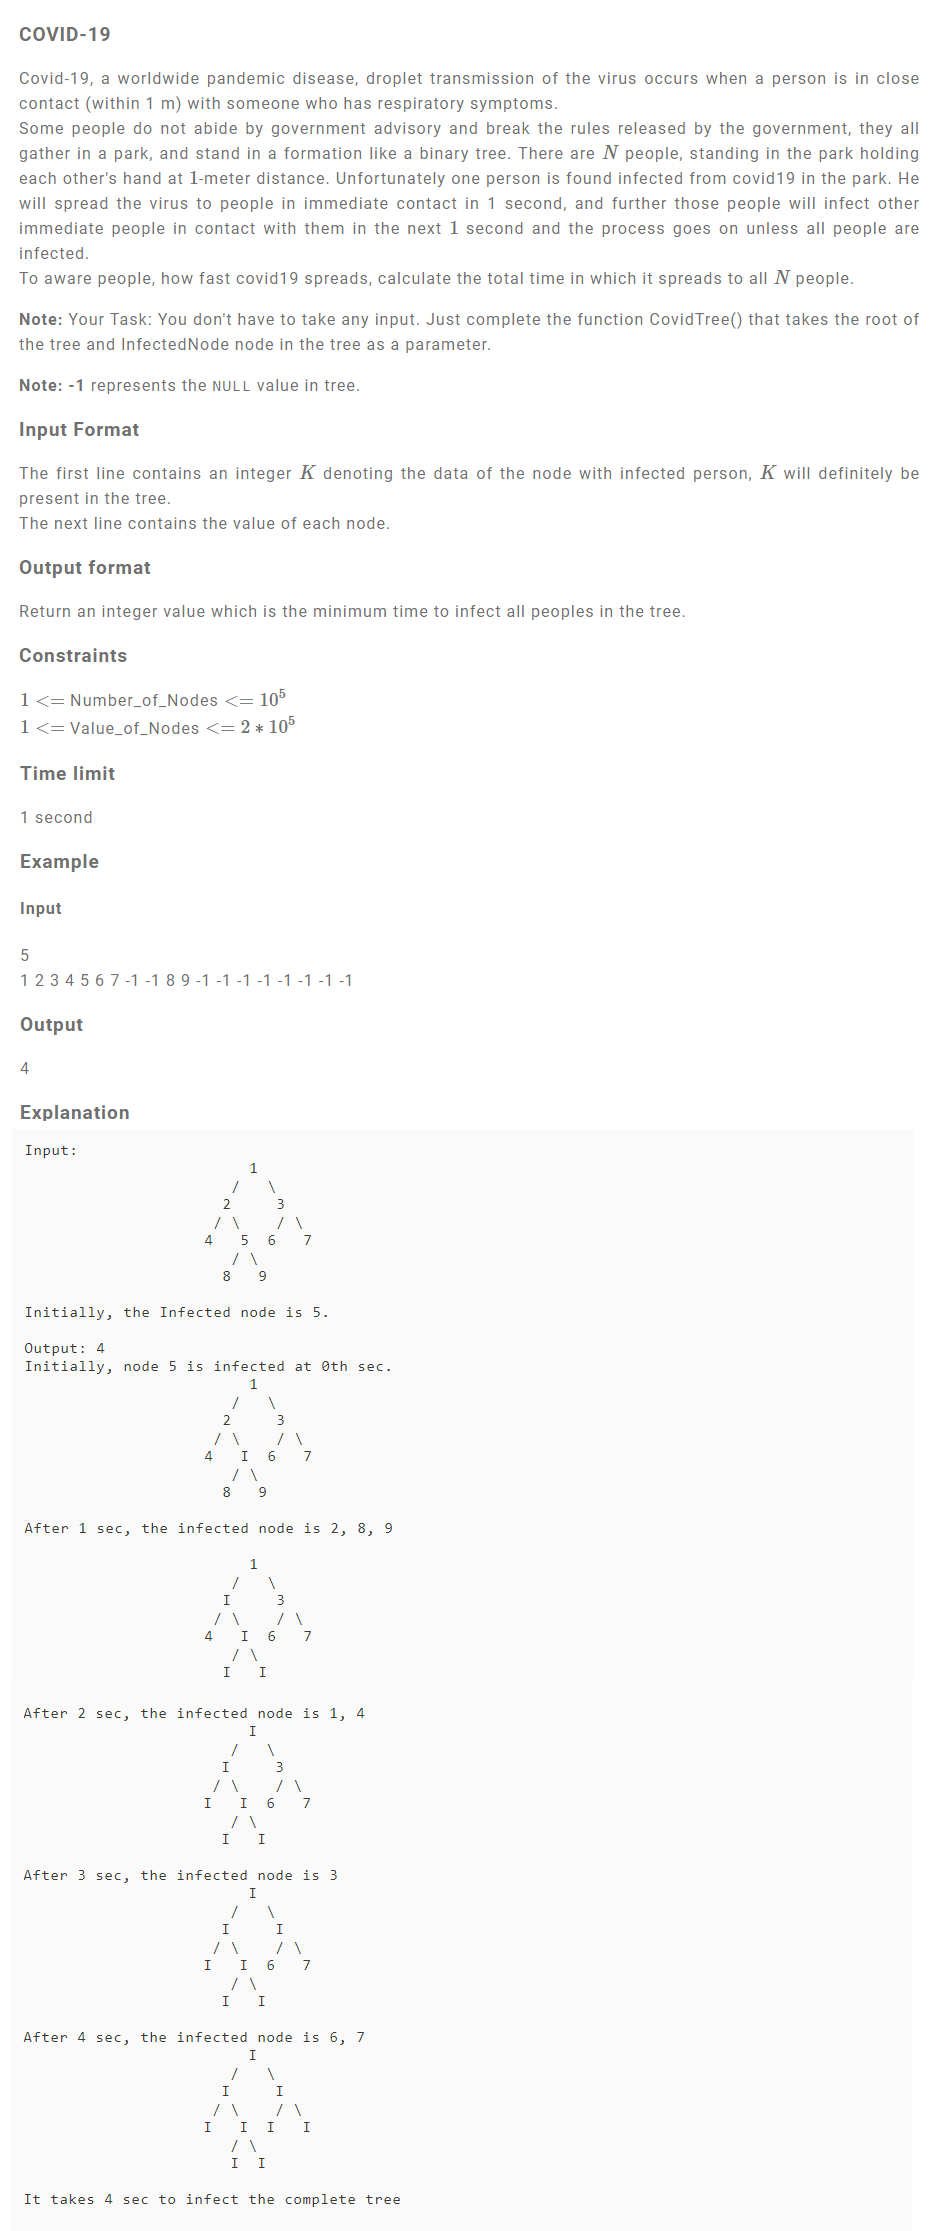 COVID-19
Covid-19, a worldwide pandemic disease, droplet transmission of the virus occurs when a person is in close
contact (within 1 m) with someone who has respiratory symptoms.
Some people do not abide by government advisory and break the rules released by the government, they all
gather in a park, and stand in a formation like a binary tree. There are N people, standing in the park holding
each other's hand at 1-meter distance. Unfortunately one person is found infected from covid19 in the park. He
will spread the virus to people in immediate contact in 1 second, and further those people will infect other
immediate people in contact with them in the next 1 second and the process goes on unless all people are
infected.
To aware people, how fast covid19 spreads, calculate the total time in which it spreads to all N people.
Note: Your Task: You don't have to take any input. Just complete the function CovidTree() that takes the root of
the tree and InfectedNode node in the tree as a parameter.
Note: -1 represents the NULL value in tree.
Input Format
The first line contains an integer K denoting the data of the node with infected person, K will definitely be
present in the tree.
The next line contains the value of each node.
Output format
Return an integer value which is the minimum time to infect all peoples in the tree.
Constraints
1 <= Number_of_Nodes <= 10^5
1 <= Value_of_Nodes <= 2 * 10^5
Time limit
1 second
Example
Input
5
1 2 3 4 5 6 7 -1 -1 8 9 -1 -1 -1 -1 -1 -1 -1 -1
Output
4
Explanation
Input:
1
/ \
2 3
/ \ / \
4 5 6 7
/ \
8 9
Initially, the Infected node is 5.
Output: 4
Initially, node 5 is infected at 0th sec.
1
/ \
2 3
/ \ / \
4 I 6 7
/ \
8 9
After 1 sec, the infected node is 2, 8, 9
1
/ \
I 3
/ \ / \
4 I 6 7
/ \
I I
After 2 sec, the infected node is 1, 4
I
/ \
I 3
/ \ / \
I I 6 7
/ \
I I
After 3 sec, the infected node is 3
I
/ \
I I
/ \ / \
I I 6 7
/ \
I I
After 4 sec, the infected node is 6, 7
I
/ \
I I
/ \ / \
I I I I
/ \
I I
It takes 4 sec to infect the complete tree